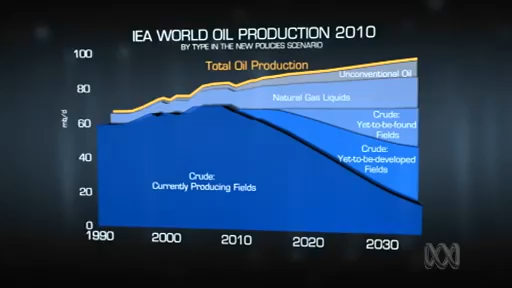 IEA WORLD OIL PRODUCTION 2010
BY TYPE IN THE NEW POLICIES SCENARIO
100
80
60
40
20
0
mb/d
Total Oil Production
Unconventional Oil
Natural Gas Liquids
Crude:
Yet-to-be-found
Fields
Crude:
Yet-to-be-developed
Fields
Crude:
Currently Producing Fields
1990
2000
2010
2020
2030
ABC